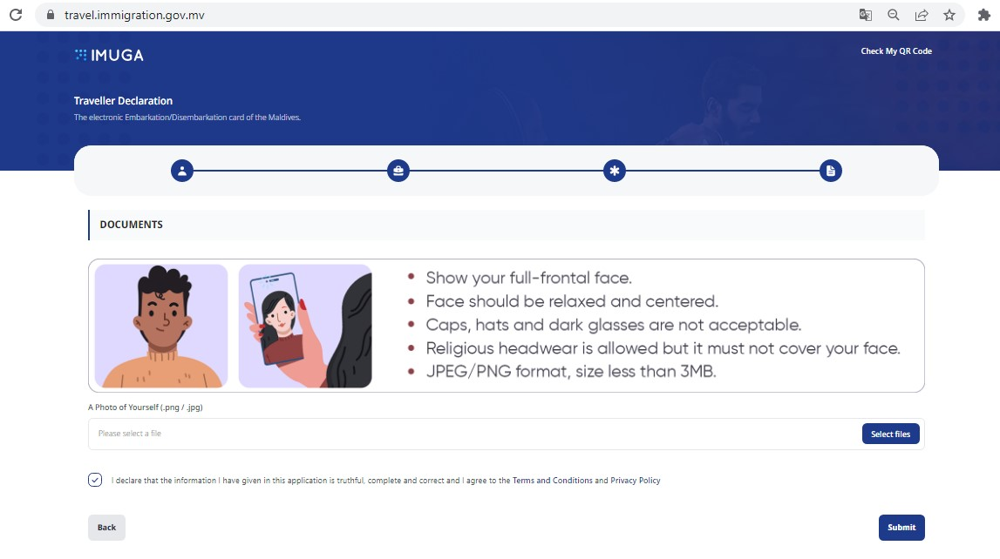 travel.immigration.gov.mv
IMUGA
Check My QR Code
Traveller Declaration
The electronic Embarkation/Disembarkation card of the Maldives.
DOCUMENTS
Show your full-frontal face.
Face should be relaxed and centered.
Caps, hats and dark glasses are not acceptable.
Religious headwear is allowed but it must not cover your face.
JPEG/PNG format, size less than 3MB.
A Photo of Yourself (.png / .jpg)
Please select a file
Select files
I declare that the information I have given in this application is truthful, complete and correct and I agree to the Terms and Conditions and Privacy Policy
Back
Submit